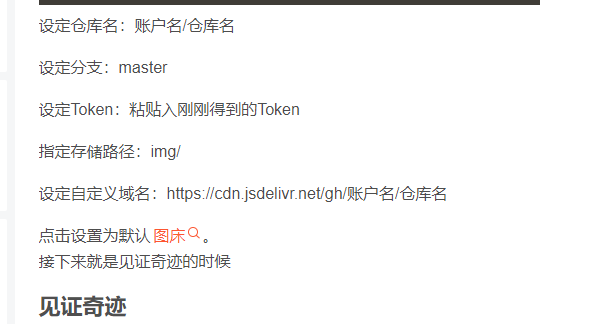 设定仓库名：账户名/仓库名
设定分支：master
设定Token：粘贴入刚刚得到的Token
指定存储路径：img/
设定自定义域名：https://cdn.jsdelivr.net/gh/账户名/仓库名
点击设置为默认 图床。
接下来就是见证奇迹的时候
见证奇迹